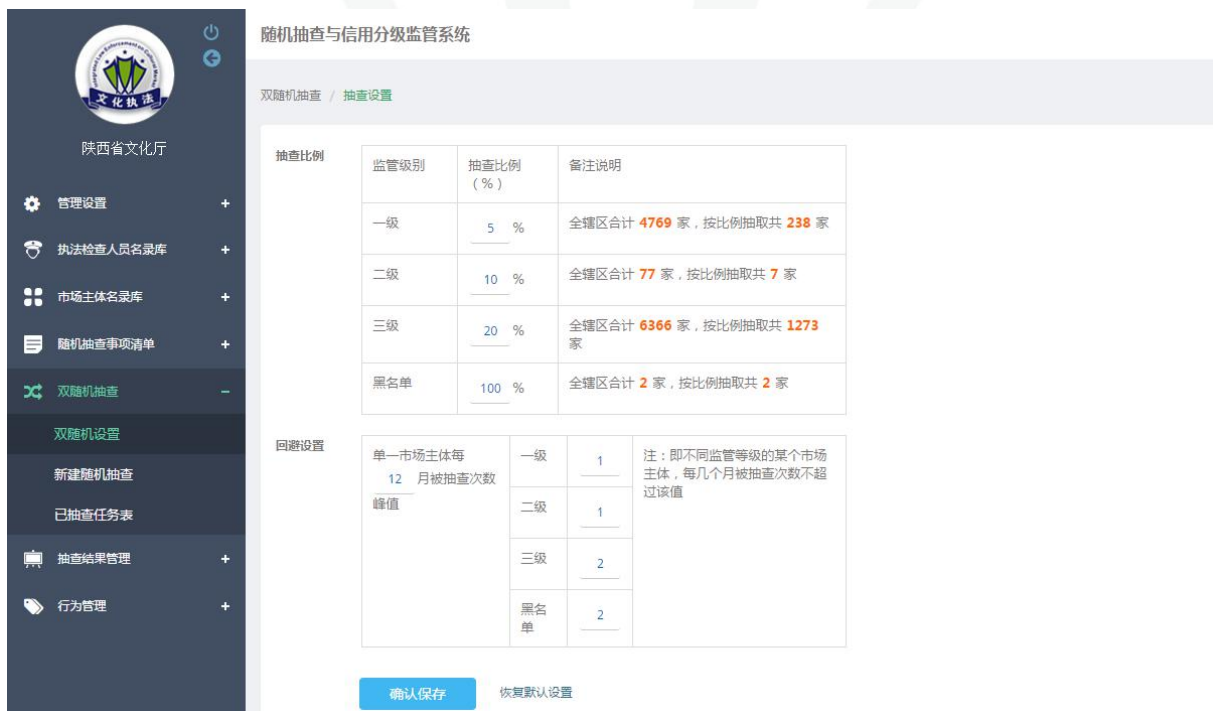 随机抽查与信用分级监管系统
文化执法
陕西省文化厅
管理设置 +
执法检查人员名录库 +
市场主体名录库 +
随机抽查事项清单 +
双随机抽查 −
双随机设置
新建随机抽查
已抽查任务表
抽查结果管理 +
行为管理 +
双随机抽查 / 抽查设置
抽查比例
监管级别 抽查比例 备注说明
(%)
一级 5 % 全辖区合计 4769 家，按比例抽取共 238 家
二级 10 % 全辖区合计 77 家，按比例抽取共 7 家
三级 20 % 全辖区合计 6366 家，按比例抽取共 1273
家
黑名单 100 % 全辖区合计 2 家，按比例抽取共 2 家
回避设置
单一市场主体每
12 月被抽查次数
峰值
一级 1
二级 1
三级 2
黑名
单 2
注：即不同监管等级的某个市场
主体，每几个月被抽查次数不超
过该值
确认保存 恢复默认设置